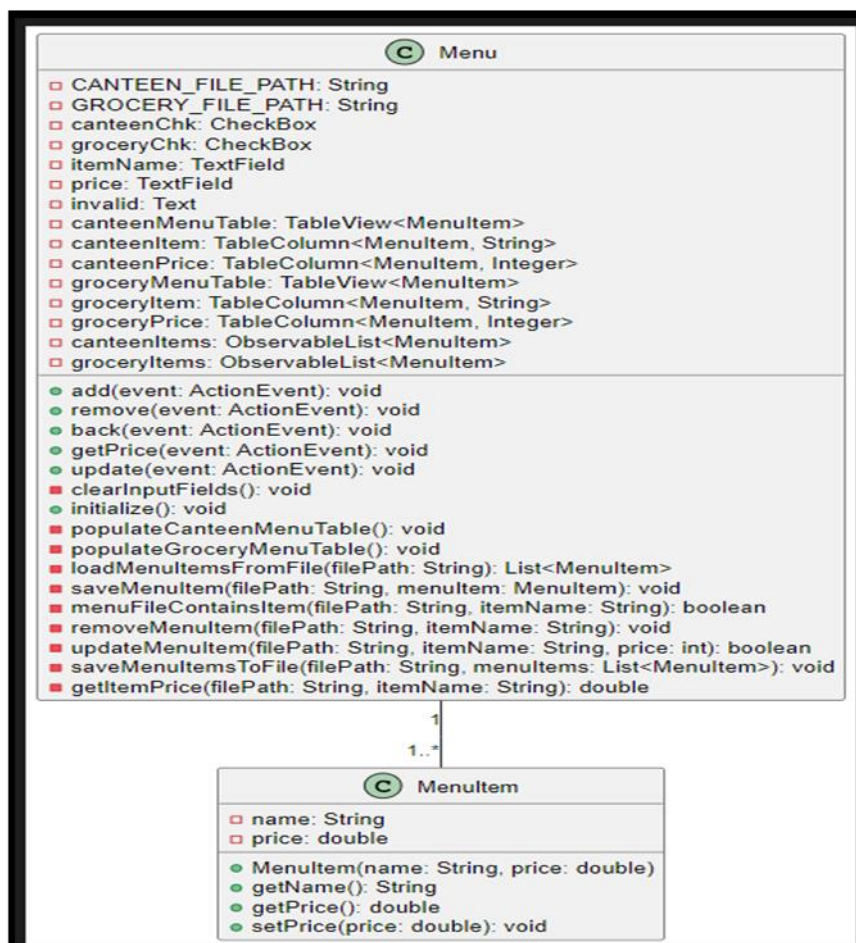 C Menu
CANTEEN_FILE_PATH: String
GROCERY_FILE_PATH: String
canteenChk: CheckBox
groceryChk: CheckBox
itemName: TextField
price: TextField
invalid: Text
canteenMenuTable: TableView<MenuItem>
canteenItem: TableColumn<MenuItem, String>
canteenPrice: TableColumn<MenuItem, Integer>
groceryMenuTable: TableView<MenuItem>
groceryItem: TableColumn<MenuItem, String>
groceryPrice: TableColumn<MenuItem, Integer>
canteenItems: ObservableList<MenuItem>
groceryItems: ObservableList<MenuItem>
add(event: ActionEvent): void
remove(event: ActionEvent): void
back(event: ActionEvent): void
getPrice(event: ActionEvent): void
update(event: ActionEvent): void
clearInputFields(): void
initialize(): void
populateCanteenMenuTable(): void
populateGroceryMenuTable(): void
loadMenuItemsFromFile(filePath: String): List<MenuItem>
saveMenuItem(filePath: String, menuItem: MenuItem): void
menuFileContainsItem(filePath: String, itemName: String): boolean
removeMenuItem(filePath: String, itemName: String): void
updateMenuItem(filePath: String, itemName: String, price: int): boolean
saveMenuItemsToFile(filePath: String, menuItems: List<MenuItem>): void
getItemPrice(filePath: String, itemName: String): double
1
1..*
C MenuItem
name: String
price: double
MenuItem(name: String, price: double)
getName(): String
getPrice(): double
setPrice(price: double): void